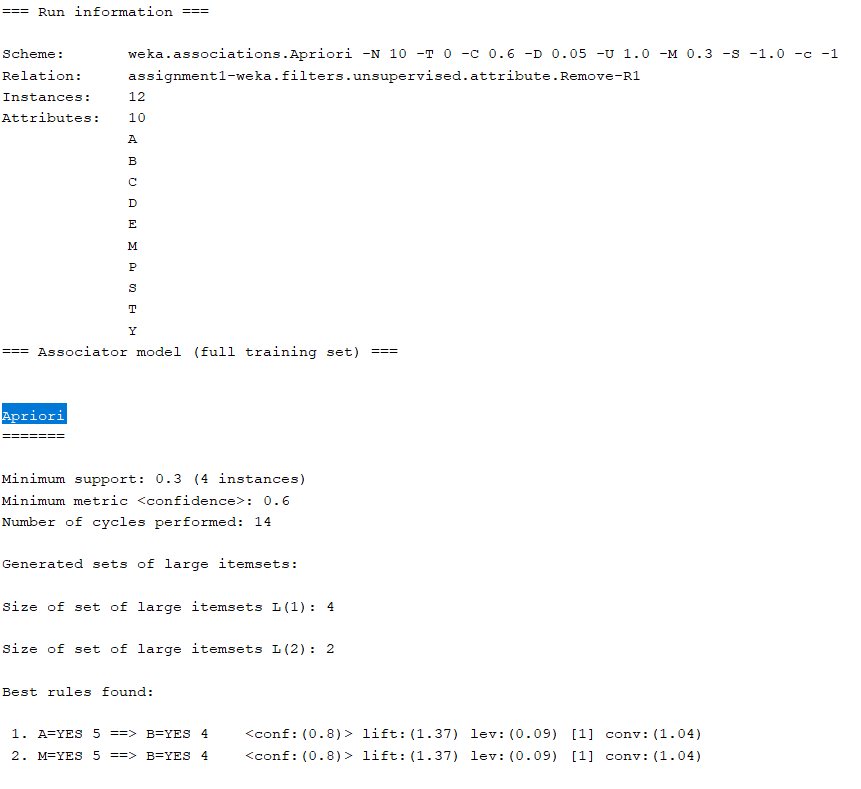 === Run information ===
Scheme: weka.associations.Apriori -N 10 -T 0 -C 0.6 -D 0.05 -U 1.0 -M 0.3 -S -1.0 -c -1
Relation: assignment1-weka.filters.unsupervised.attribute.Remove-R1
Instances: 12
Attributes: 10
A
B
C
D
E
M
P
S
T
Y
=== Associator model (full training set) ===
Apriori
=======
Minimum support: 0.3 (4 instances)
Minimum metric <confidence>: 0.6
Number of cycles performed: 14
Generated sets of large itemsets:
Size of set of large itemsets L(1): 4
Size of set of large itemsets L(2): 2
Best rules found:
1. A=YES 5 ==> B=YES 4 <conf:(0.8)> lift:(1.37) lev:(0.09) [1] conv:(1.04)
2. M=YES 5 ==> B=YES 4 <conf:(0.8)> lift:(1.37) lev:(0.09) [1] conv:(1.04)